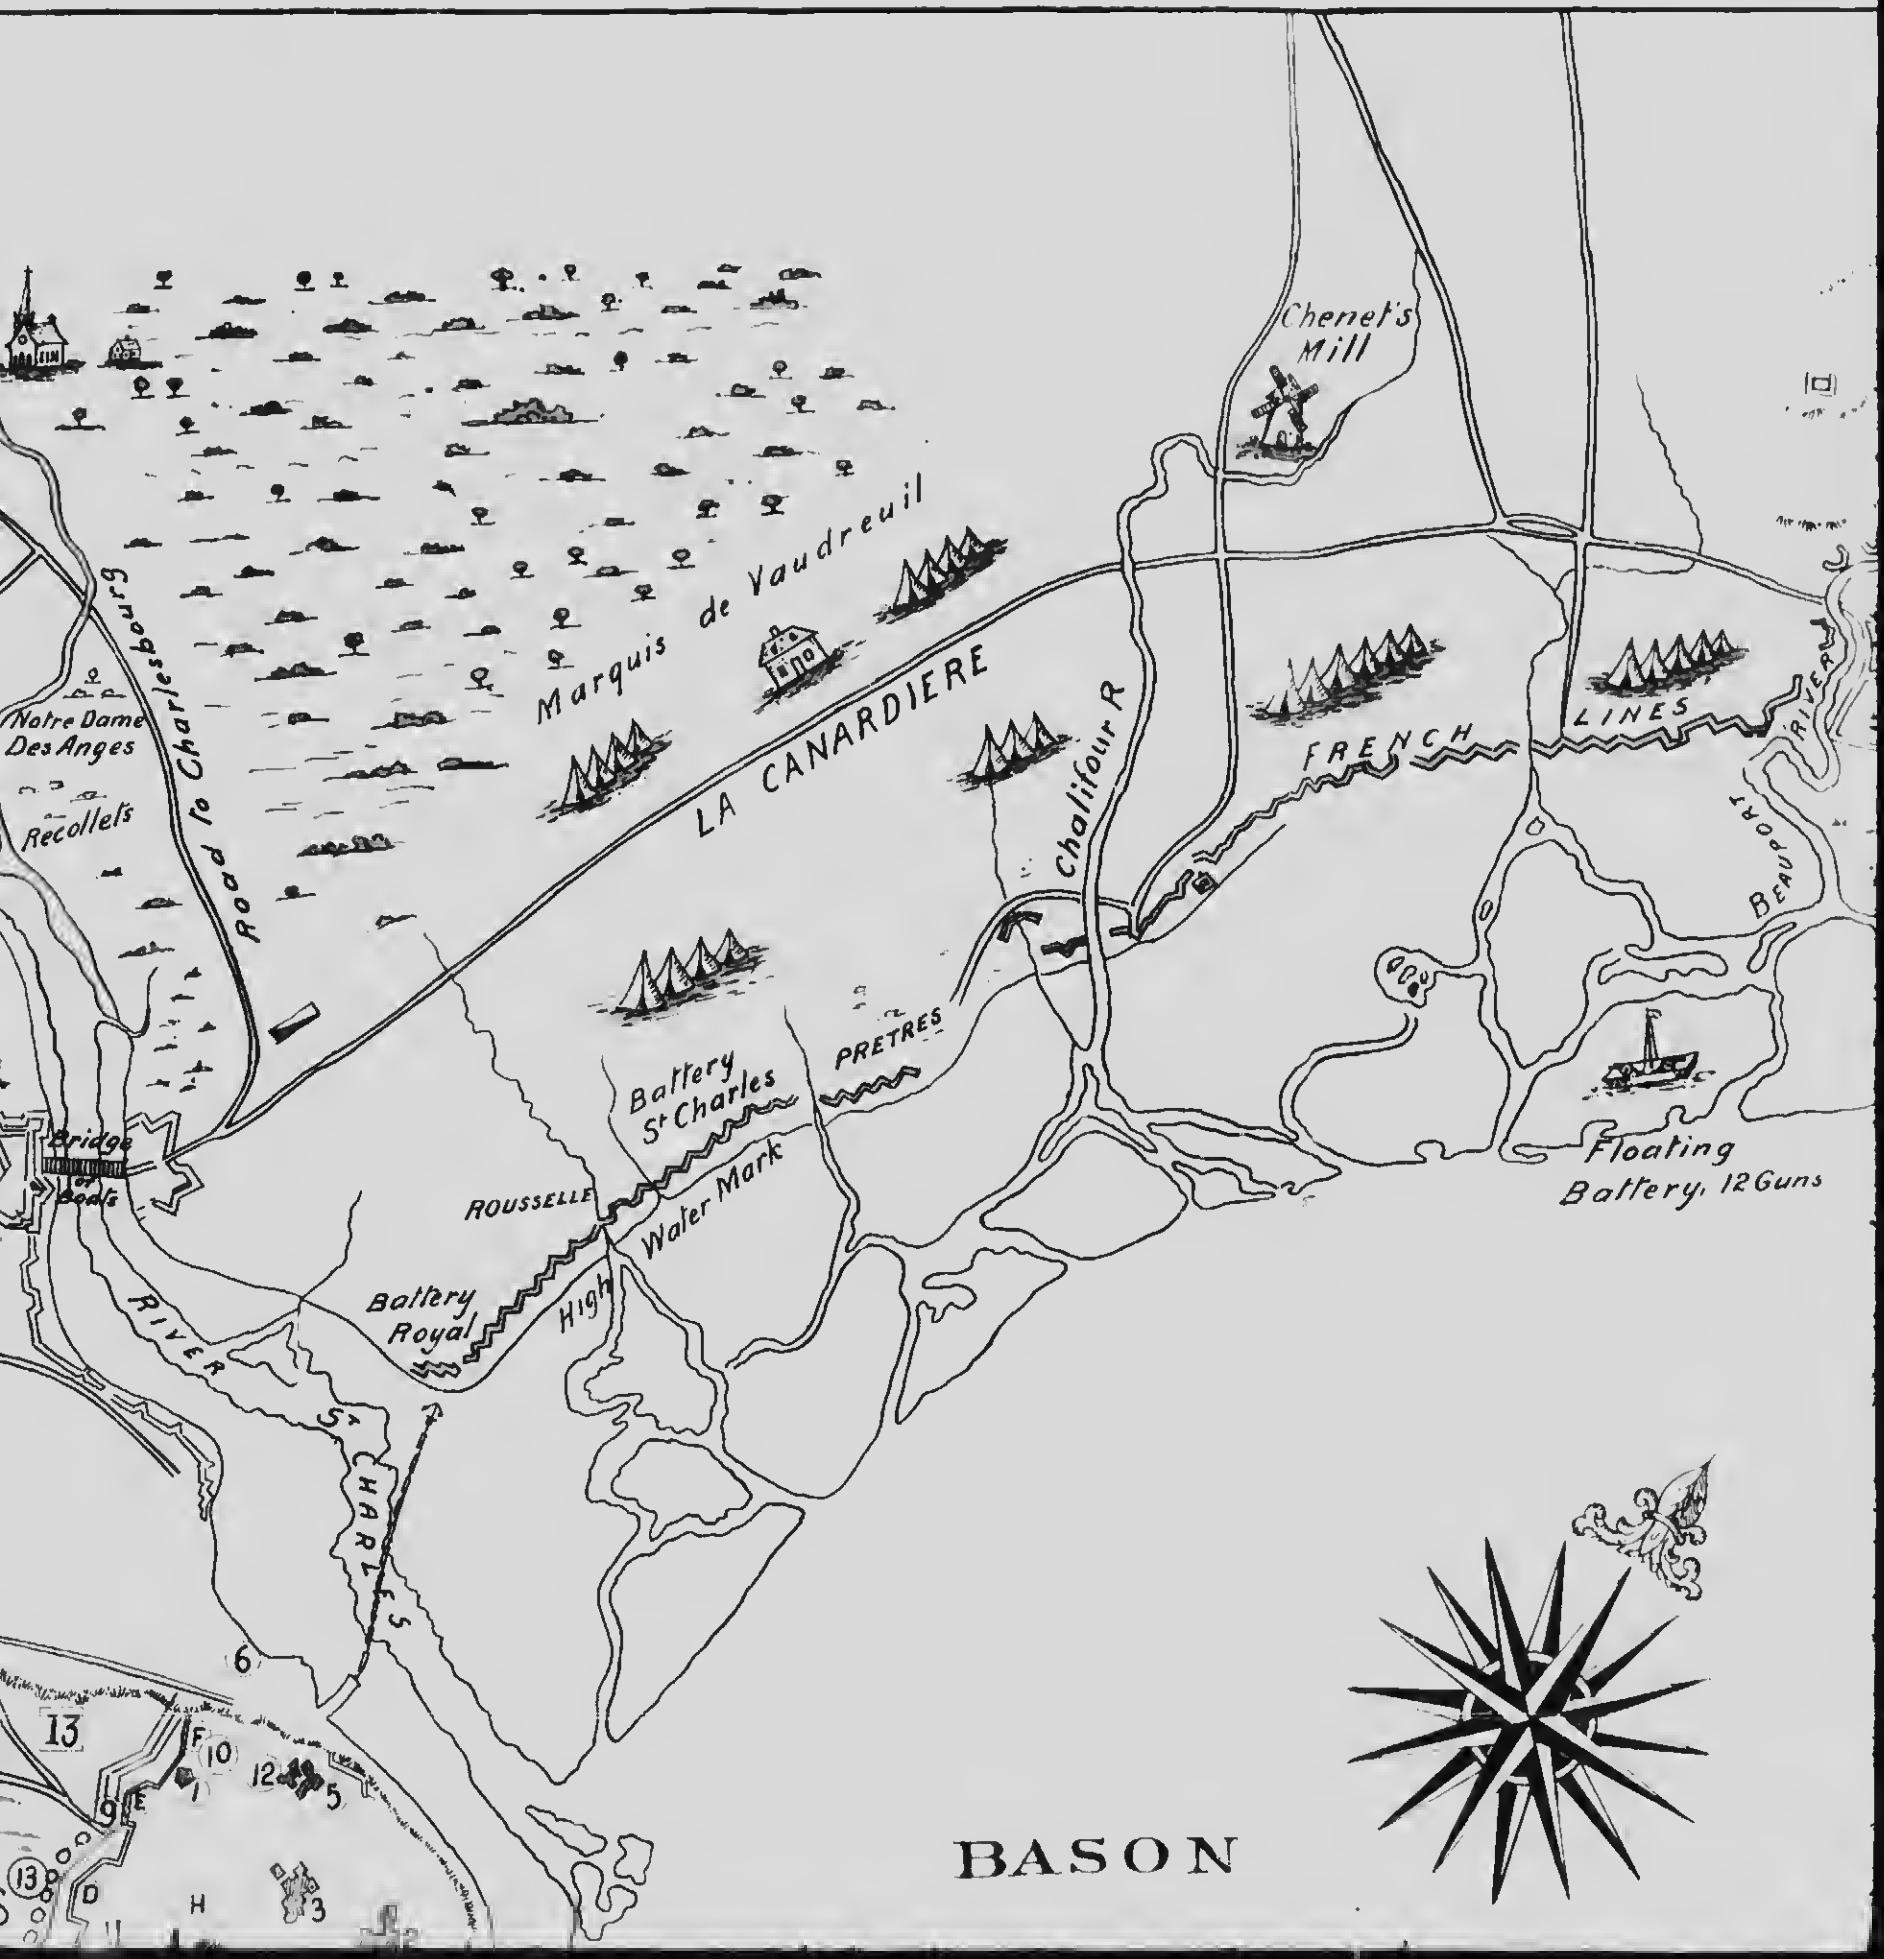 Chenet's
Mill
Marquis de Vaudreuil
Road to Charlesbourg
Notre Dame
Des Anges
Recollets
LA CANARDIERE
Chalifour R
FRENCH LINES
BEAUPORT RIVER
PRETRES
Battery
St Charles
Bridge
of
Boats
ROUSSELLE
High Water Mark
Floating
Battery, 12 Guns
Battery
Royal
RIVER St CHARLES
6
13
F
10
12
5
1
9
E
13
D
H
3
11
BASON